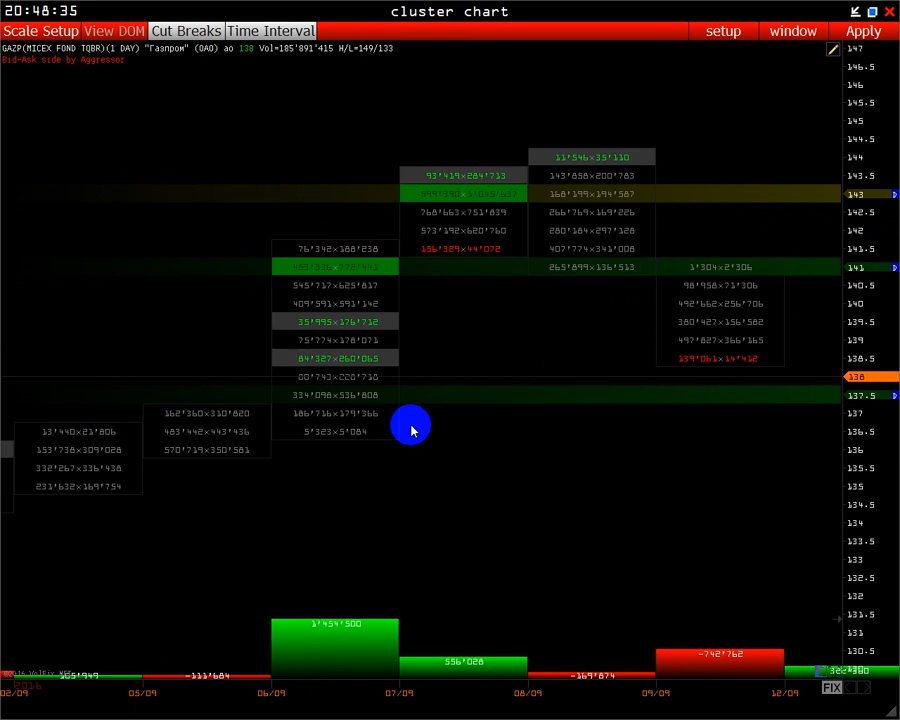 20:48:35
cluster chart
Scale Setup View DOM Cut Breaks Time Interval setup window Apply
GAZP(MICEX FOND TQBR)(1 DAY) "Газпром" (ОАО) ао 138 Vol=185'891'415 H/L=149/133
Bid-Ask side by Aggressor
147
146.5
146
145.5
145
144.5
11'546×35'110 144
93'419×284'713 143'858×200'783 143.5
599'390×1'045'637 168'199×194'587 143
768'663×751'839 266'769×169'226 142.5
573'192×620'760 280'184×297'128 142
76'342×188'238 156'329×44'072 407'774×341'008 141.5
453'336×772'441 265'899×136'513 1'304×2'306 141
545'717×625'817 98'958×71'306 140.5
409'591×591'142 492'662×256'706 140
35'995×176'712 380'427×156'582 139.5
75'774×178'071 497'827×366'165 139
84'327×260'065 139'061×14'412 138.5
138
334'098×536'808 137.5
162'360×310'820 186'716×179'366 137
13'440×21'806 483'442×443'436 5'323×5'084 136.5
153'738×309'028 570'719×350'581 136
332'267×336'438 135.5
231'632×169'754 135
134.5
134
133.5
133
132.5
132
131.5
1'454'500 131
556'028 -742'762 130.5
-111'684 -169'874
02/09 05/09 06/09 07/09 08/09 09/09 12/09
FIX
2016